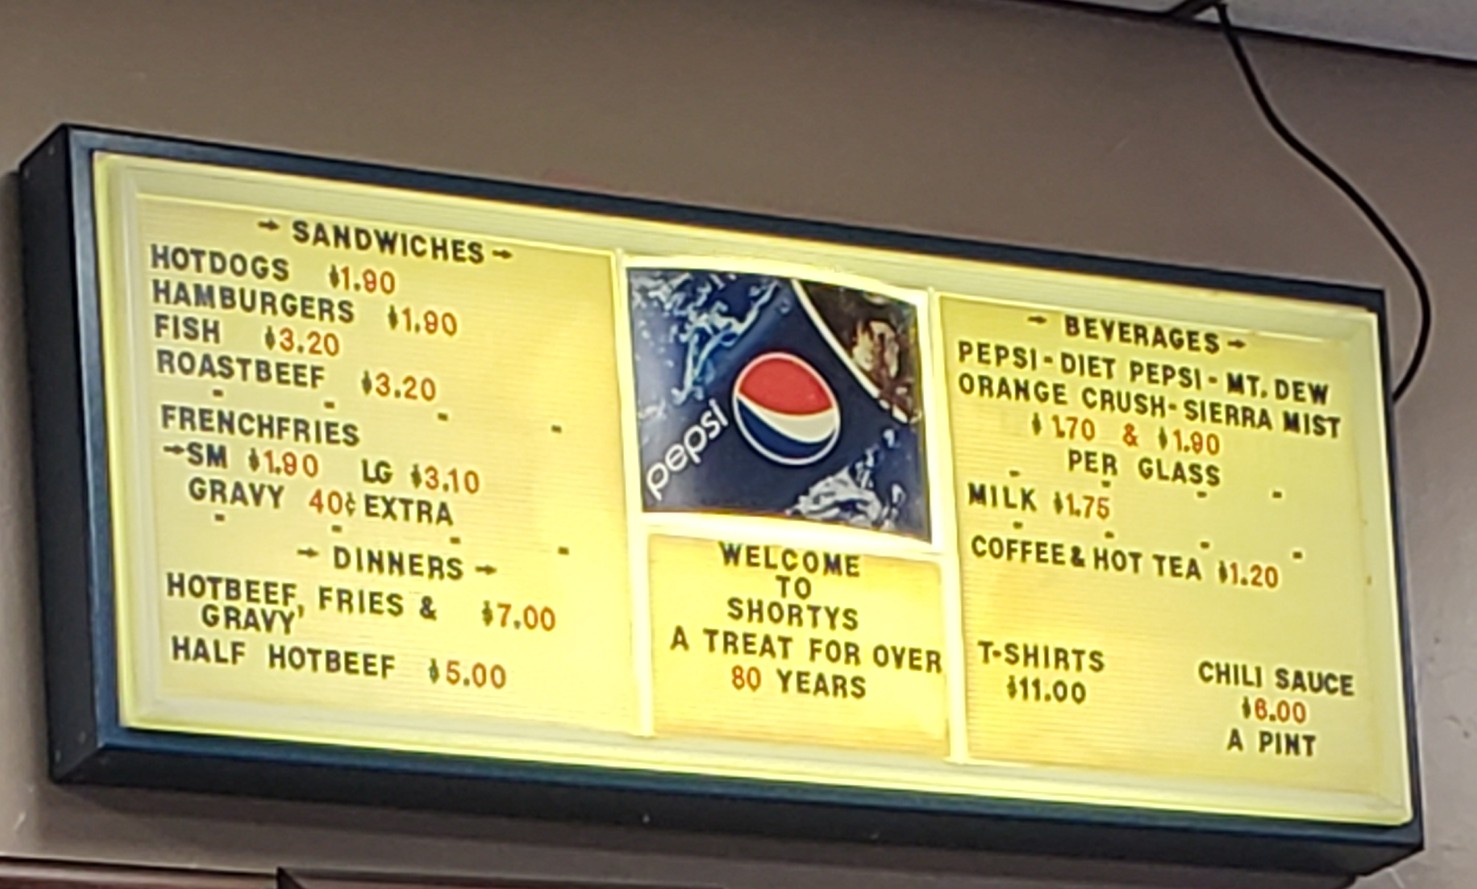 → SANDWICHES →
HOTDOGS $1.90
HAMBURGERS $1.90
FISH $3.20
ROASTBEEF $3.20
- - - -
FRENCHFRIES
→SM $1.90 LG $3.10
GRAVY 40¢ EXTRA
- - - -
→ DINNERS →
HOTBEEF, FRIES & $7.00
GRAVY
HALF HOTBEEF $5.00
pepsi
WELCOME
TO
SHORTYS
A TREAT FOR OVER
80 YEARS
→ BEVERAGES →
PEPSI - DIET PEPSI - MT. DEW
ORANGE CRUSH - SIERRA MIST
$1.70 & $1.90
PER GLASS
- - - -
MILK $1.75
- - - -
COFFEE & HOT TEA $1.20
T-SHIRTS
$11.00
CHILI SAUCE
$6.00
A PINT